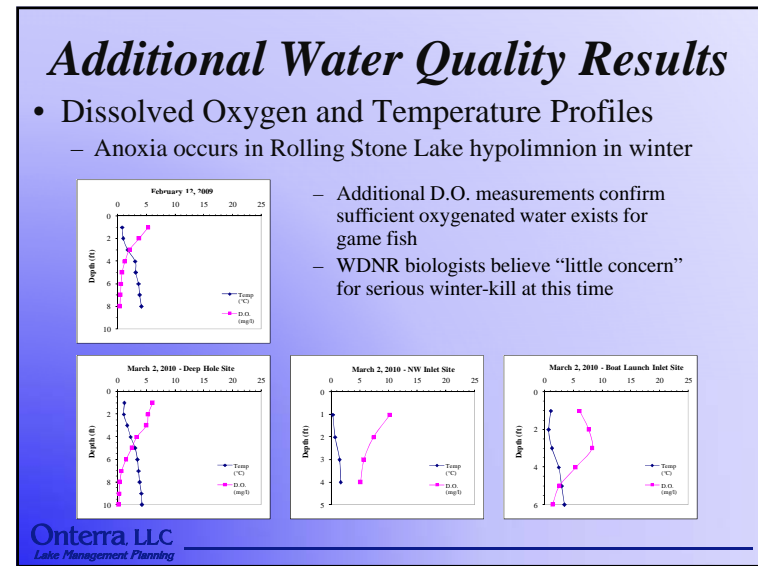 Additional Water Quality Results
• Dissolved Oxygen and Temperature Profiles
– Anoxia occurs in Rolling Stone Lake hypolimnion in winter
February 12, 2009
0 5 10 15 20 25
0
2
4
6
8
10
Depth (ft)
Temp
(°C)
D.O.
(mg/l)
– Additional D.O. measurements confirm
sufficient oxygenated water exists for
game fish
– WDNR biologists believe “little concern”
for serious winter-kill at this time
March 2, 2010 - Deep Hole Site
0 5 10 15 20 25
0
2
4
6
8
10
Depth (ft)
Temp
(°C)
D.O.
(mg/l)
March 2, 2010 - NW Inlet Site
0 5 10 15 20 25
0
1
2
3
4
5
Depth (ft)
Temp
(°C)
D.O.
(mg/l)
March 2, 2010 - Boat Launch Inlet Site
0 5 10 15 20 25
0
2
4
6
Depth (ft)
Temp
(°C)
D.O.
(mg/l)
Onterra, LLC
Lake Management Planning